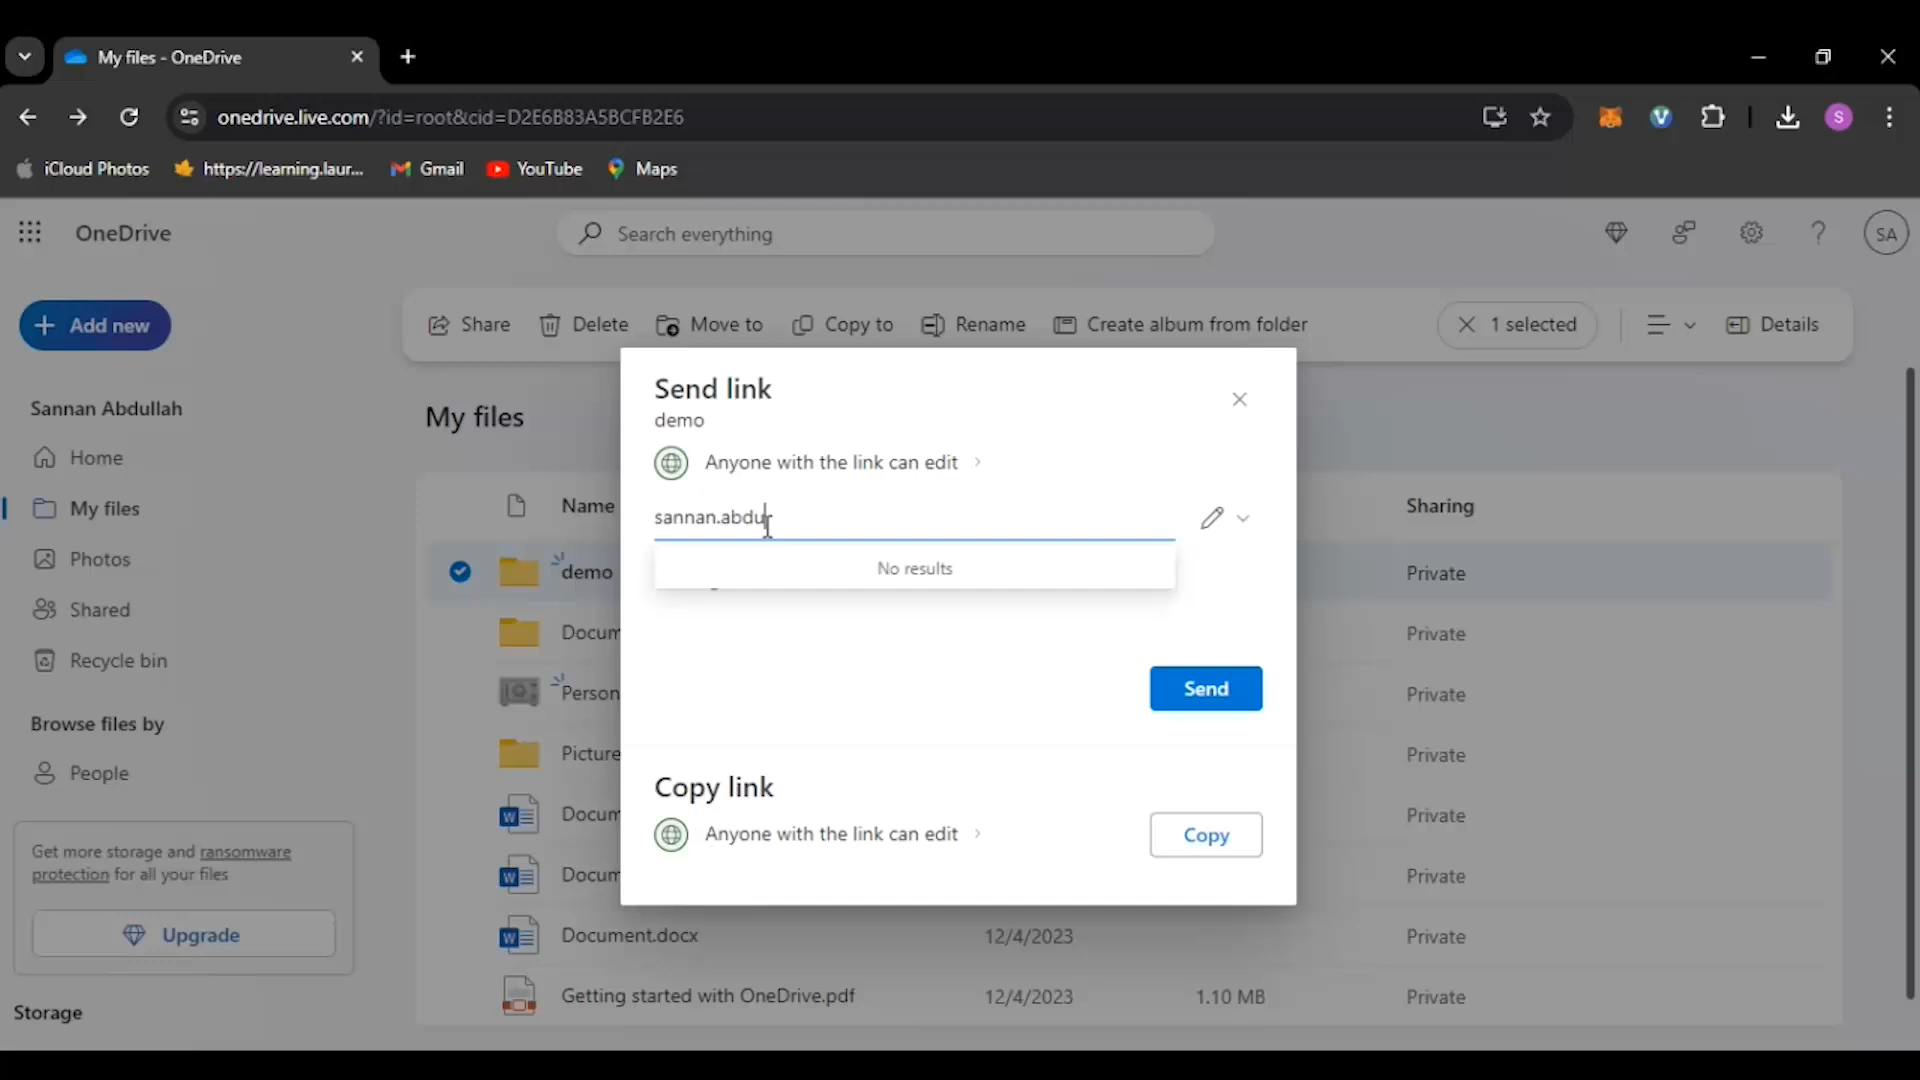 My files - OneDrive
onedrive.live.com/?id=root&cid=D2E6B83A5BCFB2E6
S
iCloud Photos
https://learning.laur...
Gmail
YouTube
Maps
OneDrive
Search everything
?
SA
Add new
Share
Delete
Move to
Copy to
Rename
Create album from folder
1 selected
Details
Sannan Abdullah
Home
My files
Photos
Shared
Recycle bin
Browse files by
People
Get more storage and ransomware
protection for all your files
Upgrade
Storage
My files
Name
Sharing
demo
Private
Docum
Private
Person
Private
Picture
Private
Docum
Private
Docum
Private
Document.docx
12/4/2023
Private
Getting started with OneDrive.pdf
12/4/2023
1.10 MB
Private
Send link
demo
Anyone with the link can edit
sannan.abdu
No results
Send
Copy link
Anyone with the link can edit
Copy